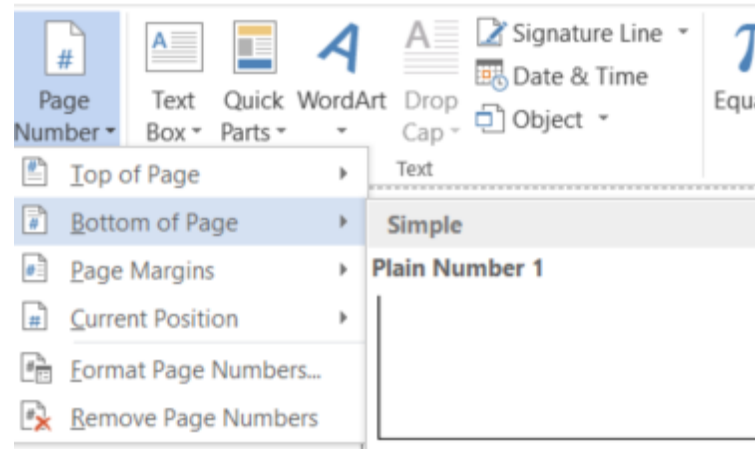 Page
Number
Text
Box
Quick
Parts
WordArt
Drop
Cap
Signature Line
Date & Time
Object
Text
Top of Page
Bottom of Page
Page Margins
Current Position
Format Page Numbers...
Remove Page Numbers
Simple
Plain Number 1